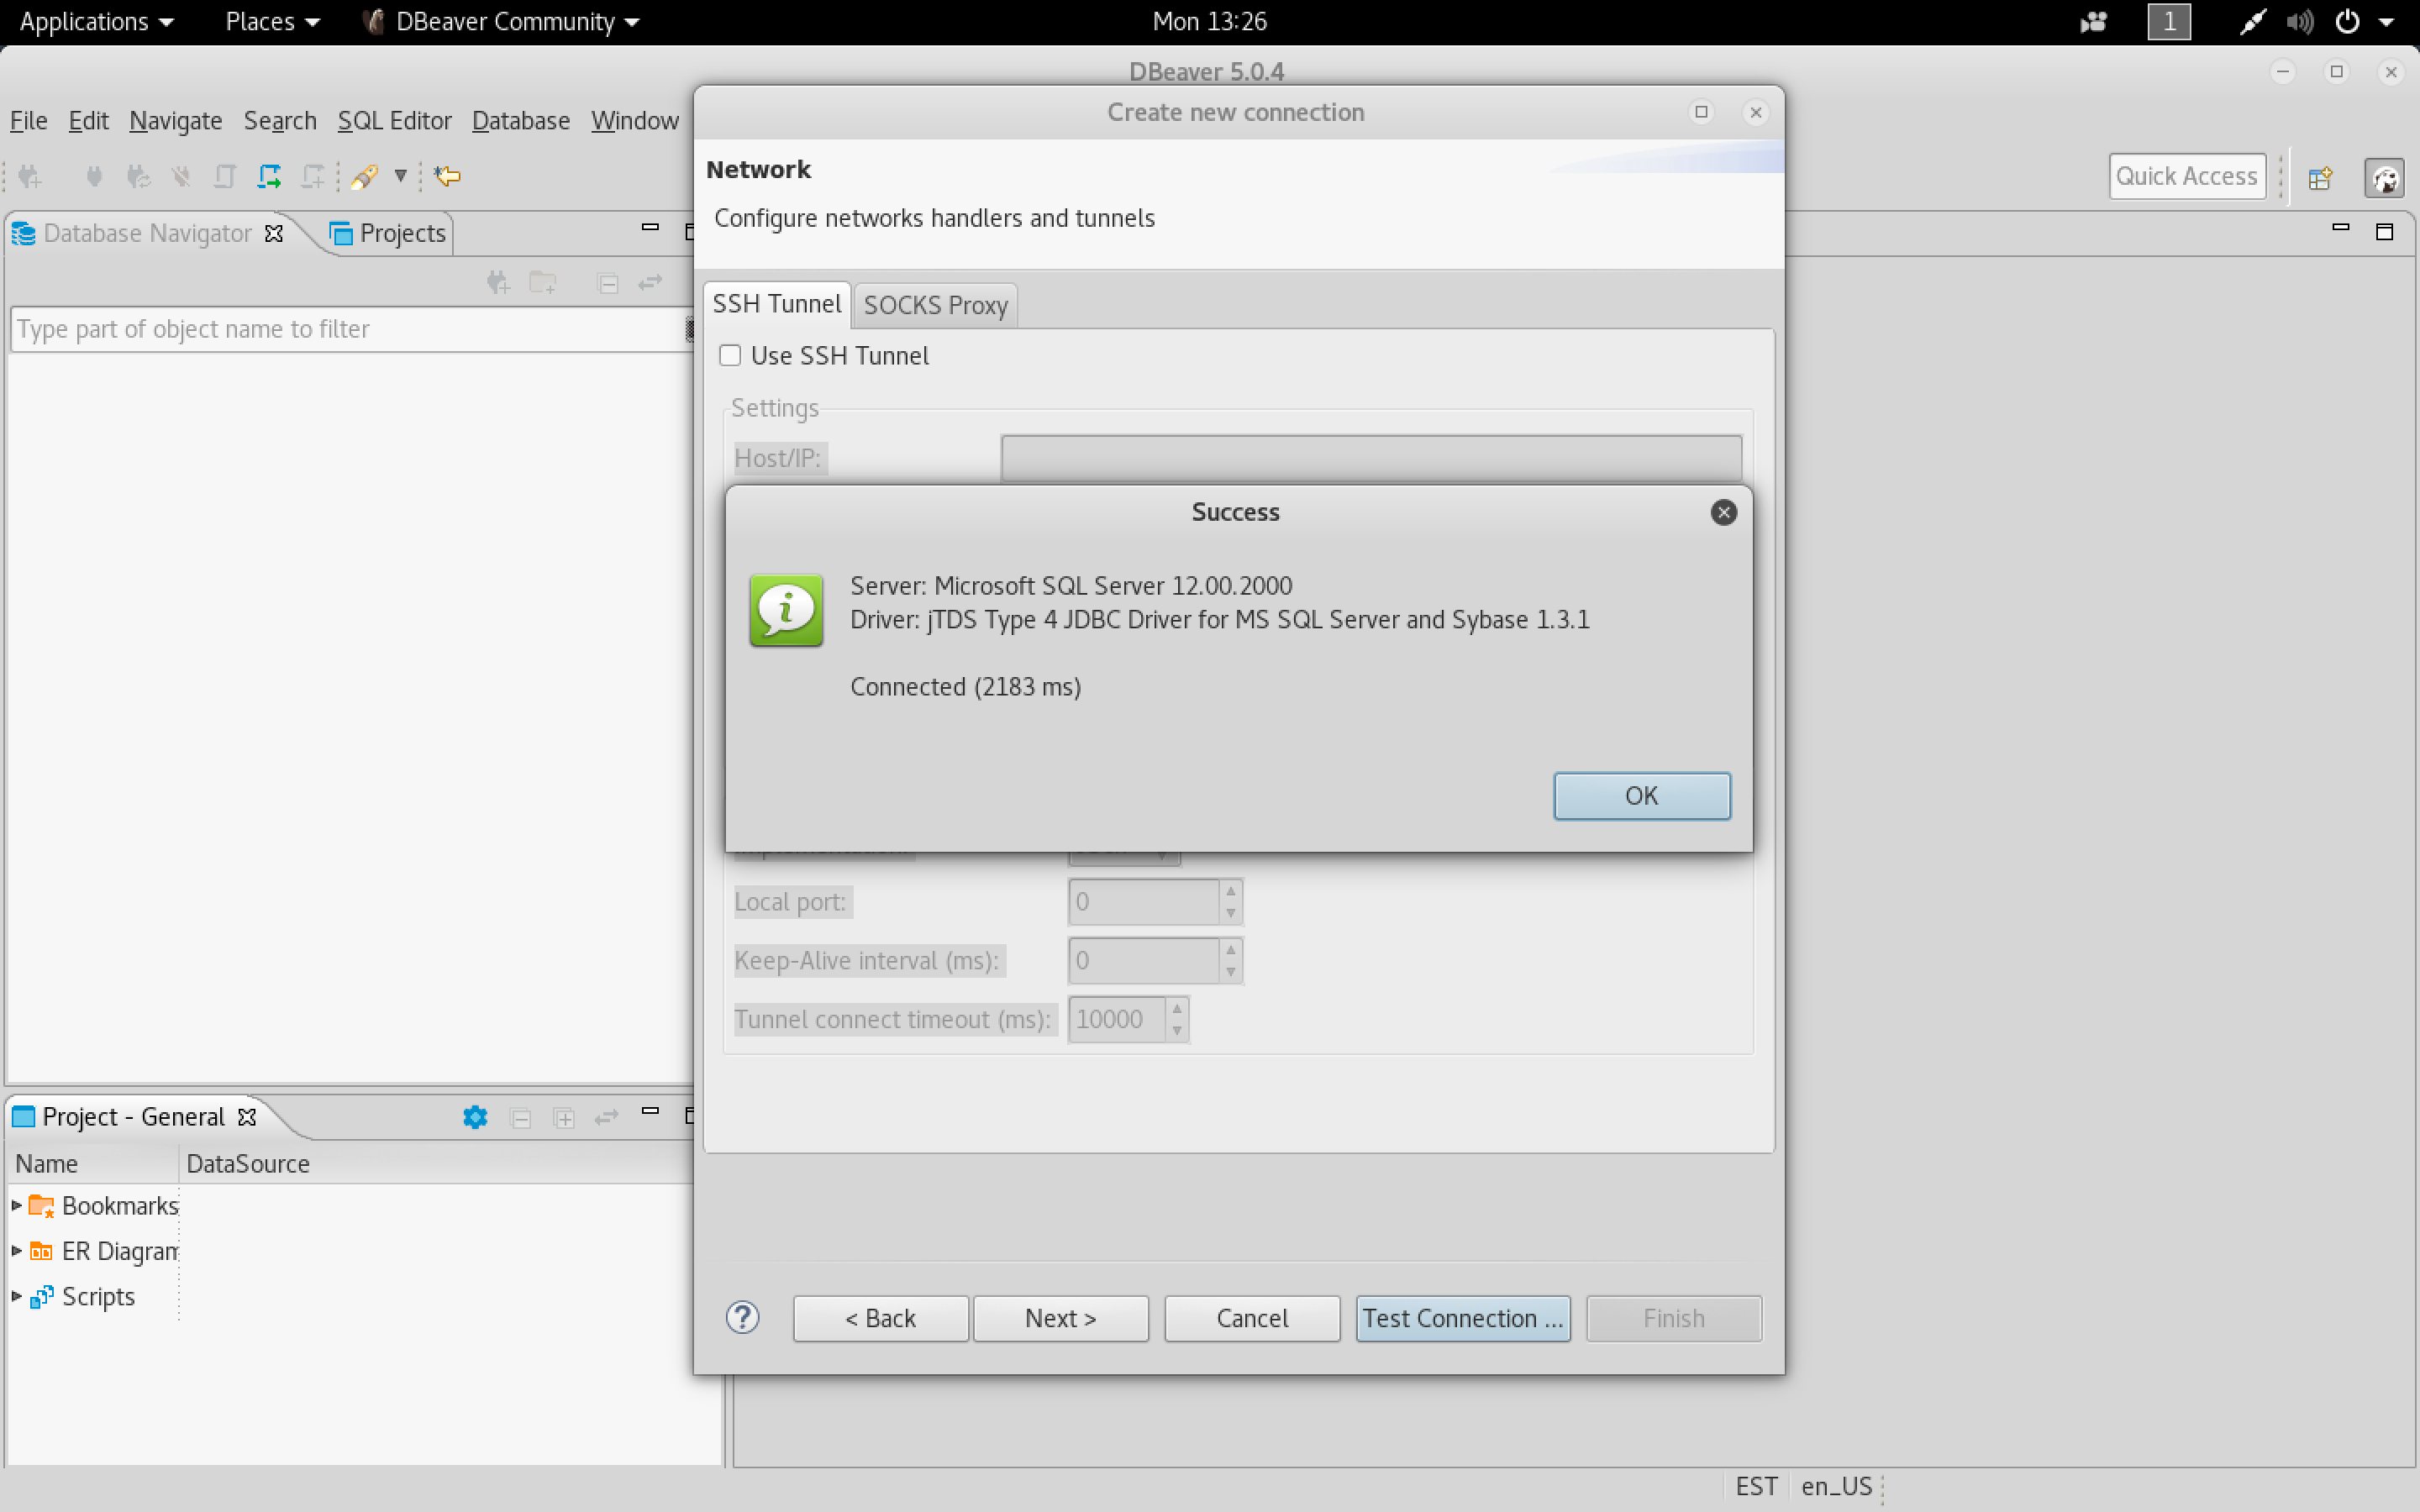 Applications Places DBeaver Community Mon 13:26 1
DBeaver 5.0.4
File Edit Navigate Search SQL Editor Database Window
Create new connection
Network
Configure networks handlers and tunnels
Quick Access
Database Navigator Projects
Type part of object name to filter
SSH Tunnel SOCKS Proxy
Use SSH Tunnel
Settings
Host/IP:
Success
Server: Microsoft SQL Server 12.00.2000
Driver: jTDS Type 4 JDBC Driver for MS SQL Server and Sybase 1.3.1
Connected (2183 ms)
OK
Local port: 0
Keep-Alive interval (ms): 0
Tunnel connect timeout (ms): 10000
Project - General
Name DataSource
Bookmarks
ER Diagram
Scripts
? < Back Next > Cancel Test Connection ... Finish
EST en_US